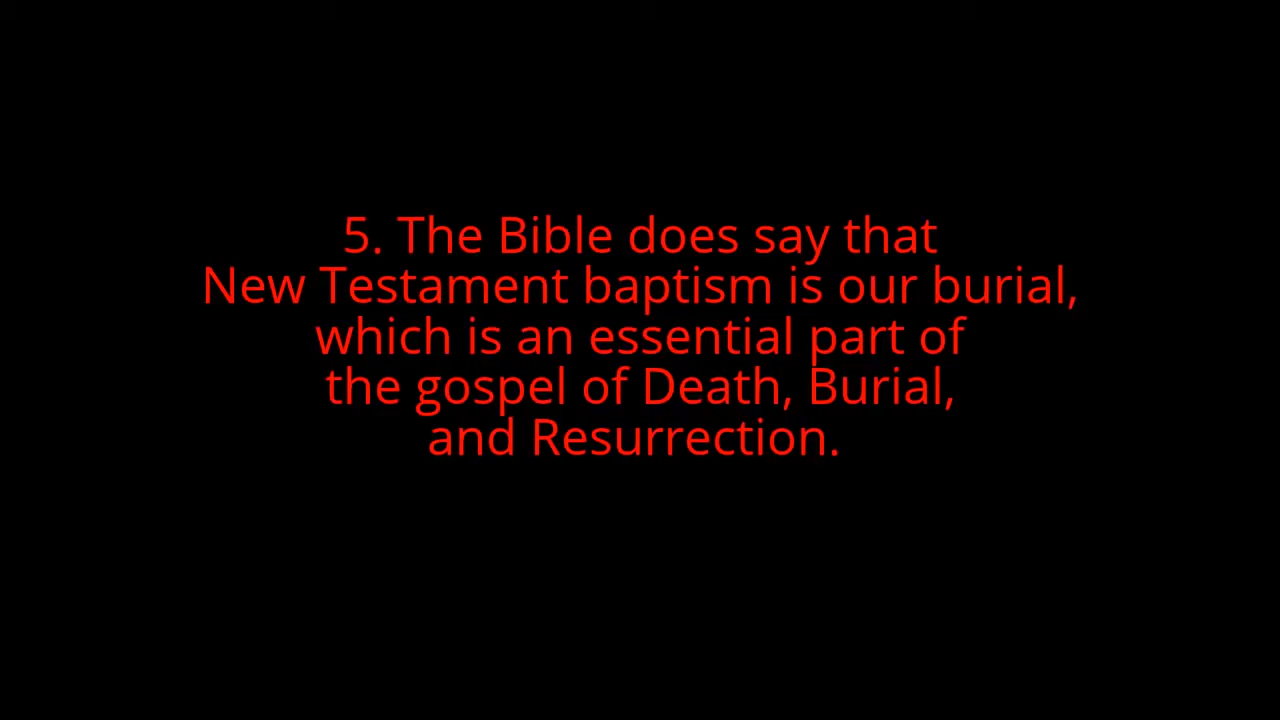 5. The Bible does say that
New Testament baptism is our burial,
which is an essential part of
the gospel of Death, Burial,
and Resurrection.